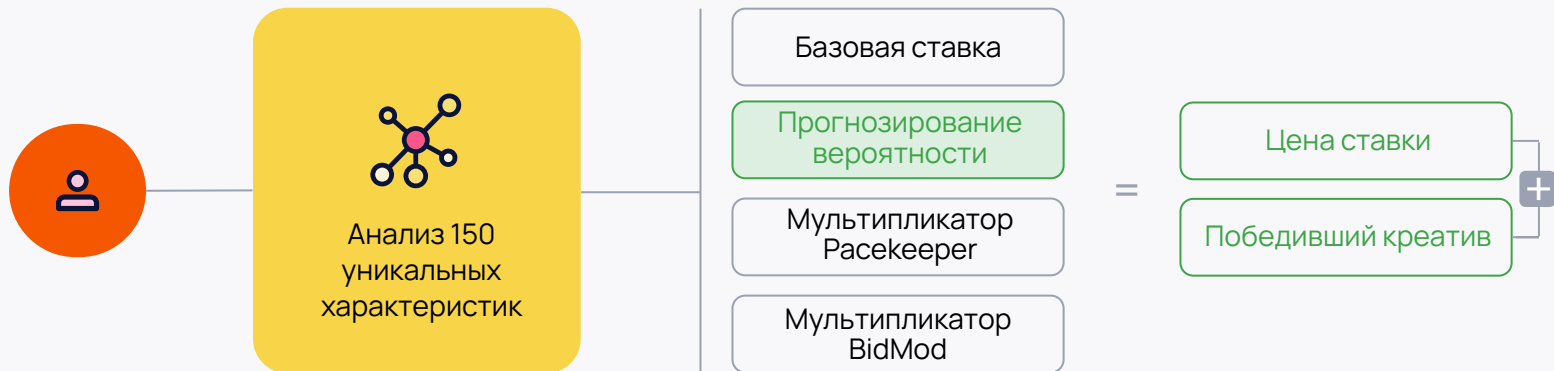 Анализ 150
уникальных
характеристик
Базовая ставка
Прогнозирование
вероятности
Мультипликатор
Pacekeeper
Мультипликатор
BidMod
=
Цена ставки
Победивший креатив
+